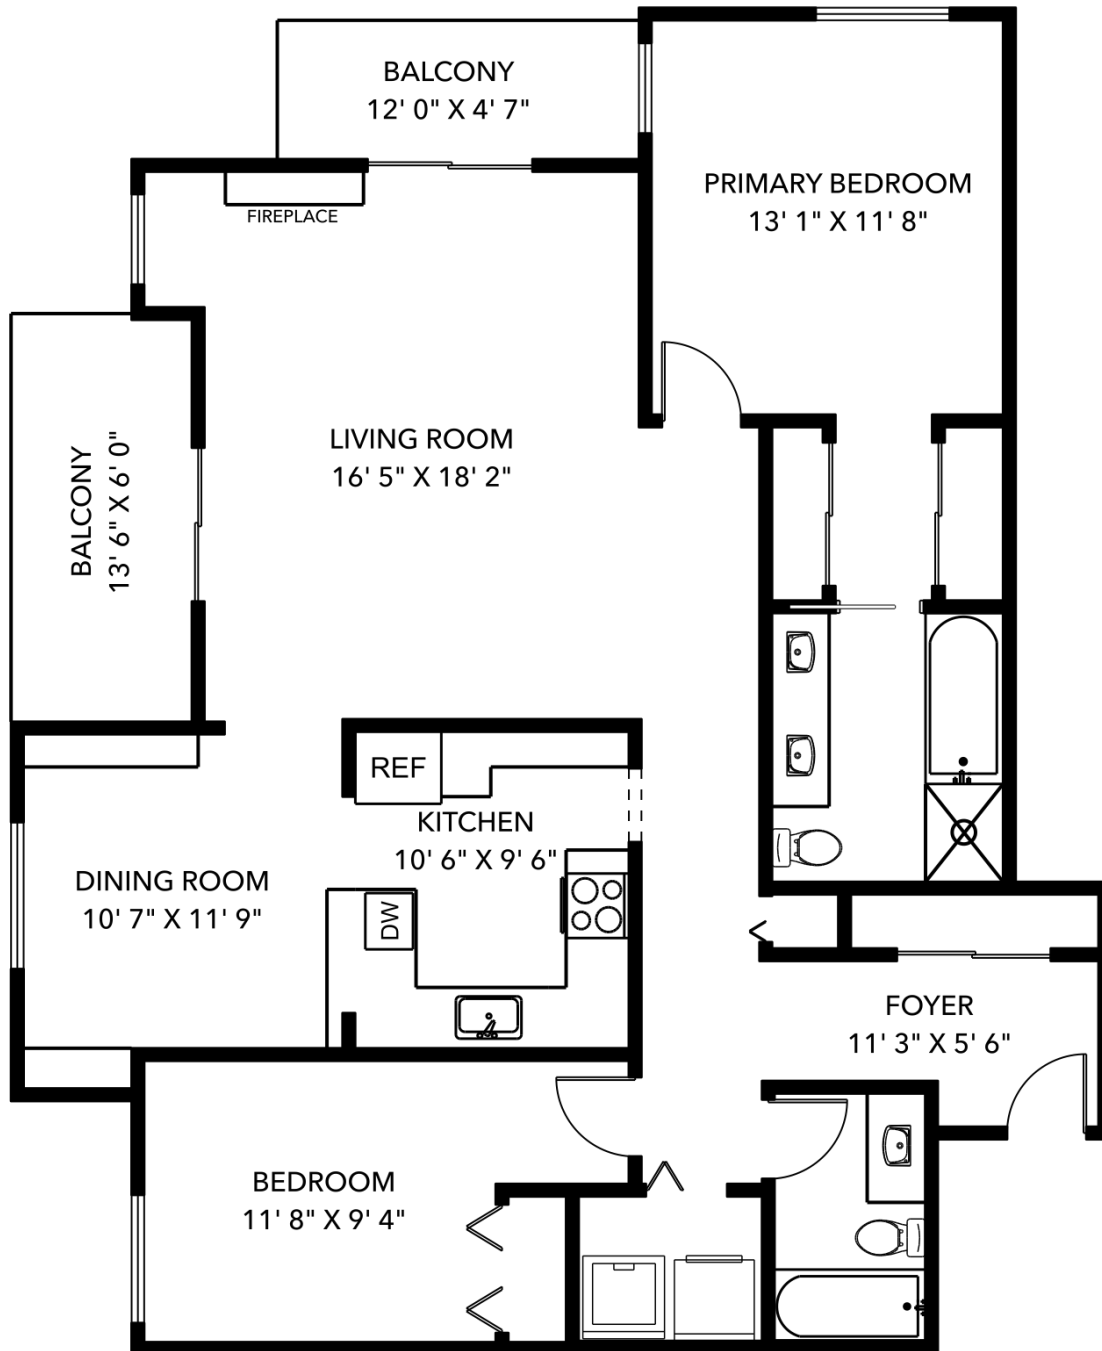 BALCONY
12' 0" X 4' 7"
PRIMARY BEDROOM
13' 1" X 11' 8"
FIREPLACE
LIVING ROOM
16' 5" X 18' 2"
BALCONY
13' 6" X 6' 0"
REF
KITCHEN
10' 6" X 9' 6"
DINING ROOM
10' 7" X 11' 9"
DW
FOYER
11' 3" X 5' 6"
BEDROOM
11' 8" X 9' 4"